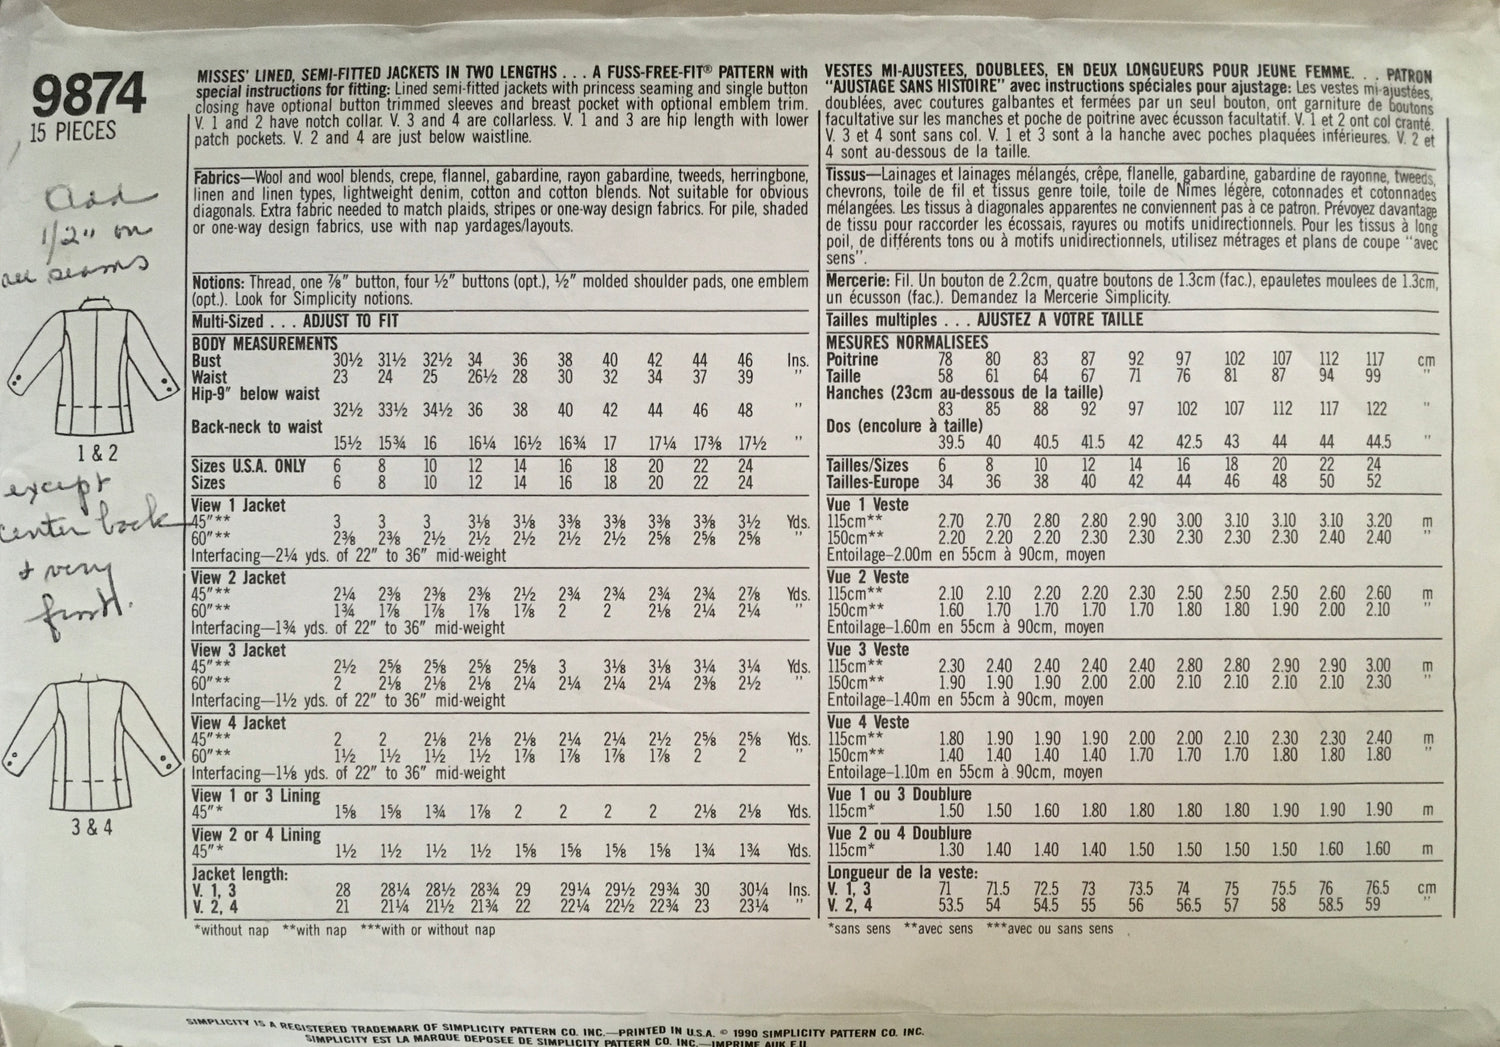 9874
15 PIECES
Add
1/2" on
all seams
1 & 2
except
center back
& very
front.
3 & 4
MISSES' LINED, SEMI-FITTED JACKETS IN TWO LENGTHS . . . A FUSS-FREE-FIT® PATTERN with
special instructions for fitting: Lined semi-fitted jackets with princess seaming and single button
closing have optional button trimmed sleeves and breast pocket with optional emblem trim.
V. 1 and 2 have notch collar. V. 3 and 4 are collarless. V. 1 and 3 are hip length with lower
patch pockets. V. 2 and 4 are just below waistline.
Fabrics—Wool and wool blends, crepe, flannel, gabardine, rayon gabardine, tweeds, herringbone,
linen and linen types, lightweight denim, cotton and cotton blends. Not suitable for obvious
diagonals. Extra fabric needed to match plaids, stripes or one-way design fabrics. For pile, shaded
or one-way design fabrics, use with nap yardages/layouts.
Notions: Thread, one ⅞" button, four ½" buttons (opt.), ½" molded shoulder pads, one emblem
(opt.). Look for Simplicity notions.
Multi-Sized . . . ADJUST TO FIT
BODY MEASUREMENTS
Bust 30½ 31½ 32½ 34 36 38 40 42 44 46 Ins.
Waist 23 24 25 26½ 28 30 32 34 37 39 "
Hip-9" below waist
32½ 33½ 34½ 36 38 40 42 44 46 48 "
Back-neck to waist
15½ 15¾ 16 16¼ 16½ 16¾ 17 17¼ 17⅜ 17½ "
Sizes U.S.A. ONLY 6 8 10 12 14 16 18 20 22 24
Sizes 6 8 10 12 14 16 18 20 22 24
View 1 Jacket
45"** 3 3 3 3⅛ 3⅛ 3⅜ 3⅜ 3⅜ 3⅜ 3½ Yds.
60"** 2⅜ 2⅜ 2½ 2½ 2½ 2½ 2½ 2⅝ 2⅝ 2⅝ "
Interfacing—2¼ yds. of 22" to 36" mid-weight
View 2 Jacket
45"** 2¼ 2⅜ 2⅜ 2⅜ 2½ 2¾ 2¾ 2¾ 2¾ 2⅞ Yds.
60"** 1¾ 1⅞ 1⅞ 1⅞ 1⅞ 2 2 2⅛ 2¼ 2¼ "
Interfacing—1¾ yds. of 22" to 36" mid-weight
View 3 Jacket
45"** 2½ 2⅝ 2⅝ 2⅝ 2⅝ 3 3⅛ 3⅛ 3¼ 3¼ Yds.
60"** 2 2⅛ 2⅛ 2⅛ 2¼ 2¼ 2¼ 2¼ 2⅜ 2½ "
Interfacing—1½ yds. of 22" to 36" mid-weight
View 4 Jacket
45"** 2 2 2⅛ 2⅛ 2⅛ 2¼ 2¼ 2½ 2⅝ 2⅝ Yds.
60"** 1½ 1½ 1½ 1½ 1⅞ 1⅞ 1⅞ 1⅞ 2 2 "
Interfacing—1⅛ yds. of 22" to 36" mid-weight
View 1 or 3 Lining
45"* 1⅝ 1⅝ 1¾ 1⅞ 2 2 2 2 2⅛ 2⅛ Yds.
View 2 or 4 Lining
45"* 1½ 1½ 1½ 1½ 1⅝ 1⅝ 1⅝ 1⅝ 1¾ 1¾ Yds.
Jacket length:
V. 1, 3 28 28¼ 28½ 28¾ 29 29¼ 29½ 29¾ 30 30¼ Ins.
V. 2, 4 21 21¼ 21½ 21¾ 22 22¼ 22½ 22¾ 23 23¼ "
*without nap **with nap ***with or without nap
VESTES MI-AJUSTEES, DOUBLEES, EN DEUX LONGUEURS POUR JEUNE FEMME. . . PATRON
"AJUSTAGE SANS HISTOIRE" avec instructions spéciales pour ajustage: Les vestes mi-ajustées,
doublées, avec coutures galbantes et fermées par un seul bouton, ont garniture de boutons
facultative sur les manches et poche de poitrine avec écusson facultatif. V. 1 et 2 ont col cranté.
V. 3 et 4 sont sans col. V. 1 et 3 sont à la hanche avec poches plaquées inférieures. V. 2 et
4 sont au-dessous de la taille.
Tissus—Lainages et lainages mélangés, crêpe, flanelle, gabardine, gabardine de rayonne, tweeds,
chevrons, toile de fil et tissus genre toile, toile de Nîmes légère, cotonnades et cotonnades
mélangées. Les tissus à diagonales apparentes ne conviennent pas à ce patron. Prévoyez davantage
de tissu pour raccorder les écossais, rayures ou motifs unidirectionnels. Pour les tissus à long
poil, de différents tons ou à motifs unidirectionnels, utilisez métrages et plans de coupe "avec
sens".
Mercerie: Fil. Un bouton de 2.2cm, quatre boutons de 1.3cm (fac.), epauletes moulees de 1.3cm,
un écusson (fac.). Demandez la Mercerie Simplicity.
Tailles multiples . . . AJUSTEZ A VOTRE TAILLE
MESURES NORMALISEES
Poitrine 78 80 83 87 92 97 102 107 112 117 cm
Taille 58 61 64 67 71 76 81 87 94 99 "
Hanches (23cm au-dessous de la taille)
83 85 88 92 97 102 107 112 117 122 "
Dos (encolure à taille)
39.5 40 40.5 41.5 42 42.5 43 44 44 44.5 "
Tailles/Sizes 6 8 10 12 14 16 18 20 22 24
Tailles-Europe 34 36 38 40 42 44 46 48 50 52
Vue 1 Veste
115cm** 2.70 2.70 2.80 2.80 2.90 3.00 3.10 3.10 3.10 3.20 m
150cm** 2.20 2.20 2.20 2.30 2.30 2.30 2.30 2.30 2.40 2.40 "
Entoilage–2.00m en 55cm à 90cm, moyen
Vue 2 Veste
115cm** 2.10 2.10 2.20 2.20 2.30 2.50 2.50 2.50 2.60 2.60 m
150cm** 1.60 1.70 1.70 1.70 1.70 1.80 1.80 1.90 2.00 2.10 "
Entoilage–1.60m en 55cm à 90cm, moyen
Vue 3 Veste
115cm** 2.30 2.40 2.40 2.40 2.40 2.80 2.80 2.90 2.90 3.00 m
150cm** 1.90 1.90 1.90 2.00 2.00 2.10 2.10 2.10 2.10 2.30 "
Entoilage–1.40m en 55cm à 90cm, moyen
Vue 4 Veste
115cm** 1.80 1.90 1.90 1.90 2.00 2.00 2.10 2.30 2.30 2.40 m
150cm** 1.40 1.40 1.40 1.40 1.70 1.70 1.70 1.80 1.80 1.80 "
Entoilage–1.10m en 55cm à 90cm, moyen
Vue 1 ou 3 Doublure
115cm* 1.50 1.50 1.60 1.80 1.80 1.80 1.80 1.90 1.90 1.90 m
Vue 2 ou 4 Doublure
115cm* 1.30 1.40 1.40 1.40 1.50 1.50 1.50 1.50 1.60 1.60 m
Longueur de la veste:
V. 1, 3 71 71.5 72.5 73 73.5 74 75 75.5 76 76.5 cm
V. 2, 4 53.5 54 54.5 55 56 56.5 57 58 58.5 59 "
*sans sens **avec sens ***avec ou sans sens
SIMPLICITY IS A REGISTERED TRADEMARK OF SIMPLICITY PATTERN CO. INC.—PRINTED IN U.S.A. © 1990 SIMPLICITY PATTERN CO. INC.
SIMPLICITY EST LA MARQUE DEPOSEE DE SIMPLICITY PATTERN CO. INC.—IMPRIME AUX E.U.